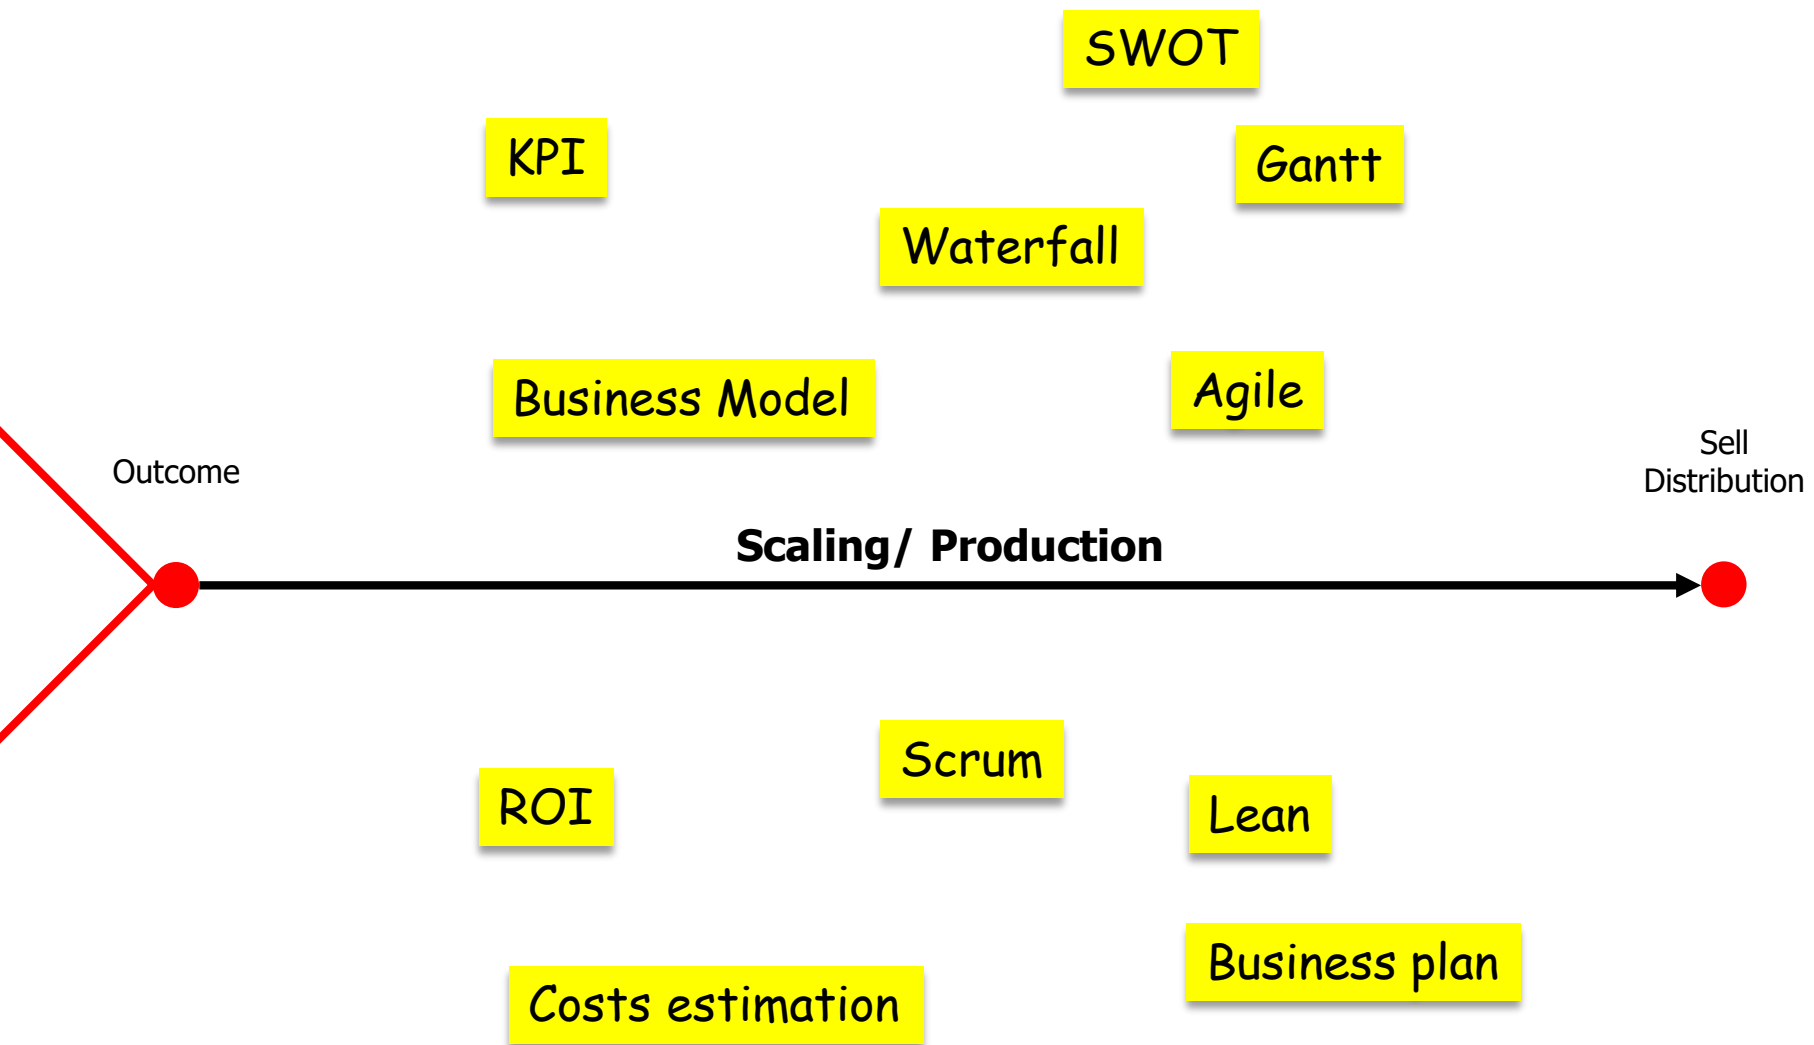 SWOT
KPI
Gantt
Waterfall
Business Model
Agile
Outcome
Sell
Distribution
Scaling/ Production
Scrum
ROI
Lean
Business plan
Costs estimation